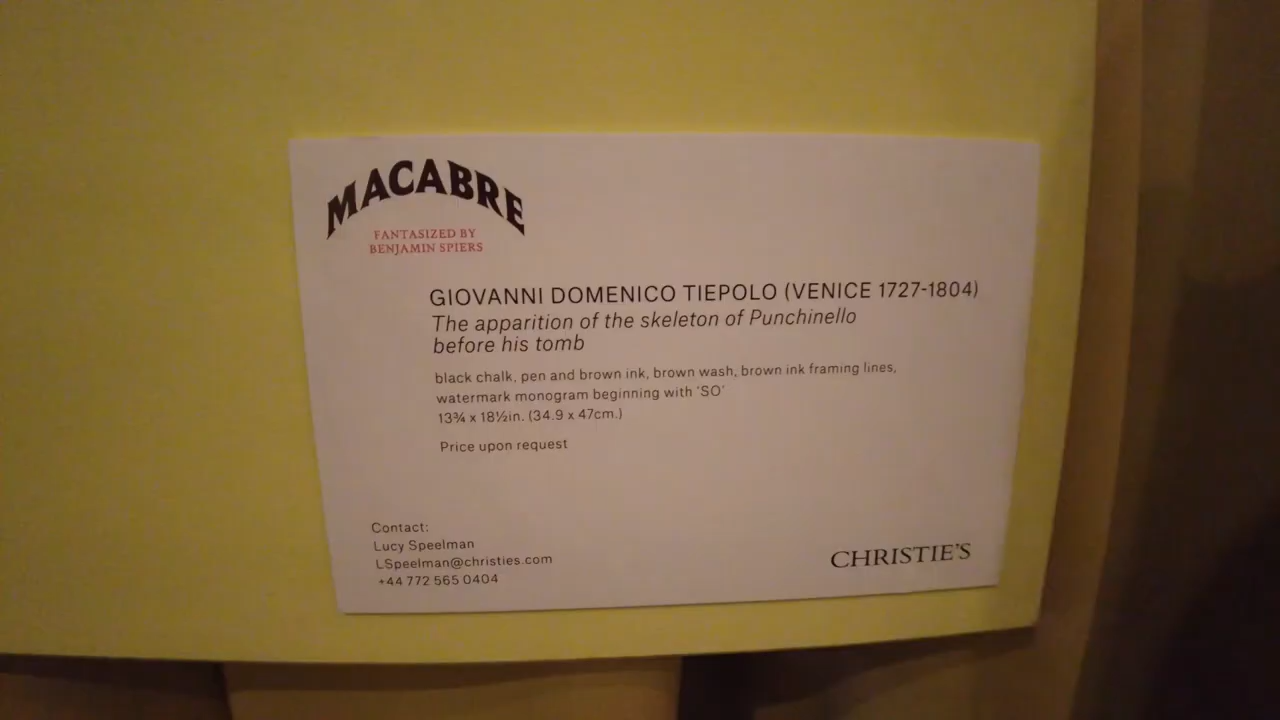 MACABRE
FANTASIZED BY
BENJAMIN SPIERS
GIOVANNI DOMENICO TIEPOLO (VENICE 1727-1804)
The apparition of the skeleton of Punchinello
before his tomb
black chalk, pen and brown ink, brown wash, brown ink framing lines,
watermark monogram beginning with 'SO'
13¾ x 18½in. (34.9 x 47cm.)
Price upon request
Contact:
Lucy Speelman
LSpeelman@christies.com
+44 772 565 0404
CHRISTIE'S